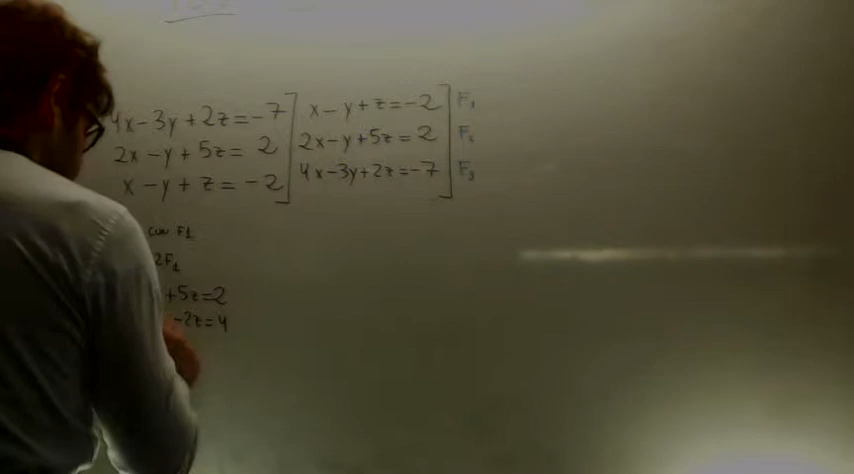 4x-3y+2z=-7
2x-y+5z=2
x-y+z=-2
x-y+z=-2 F₁
2x-y+5z=2 F₂
4x-3y+2z=-7 F₃
con F1
2F₁
+5z=2
-2z=4